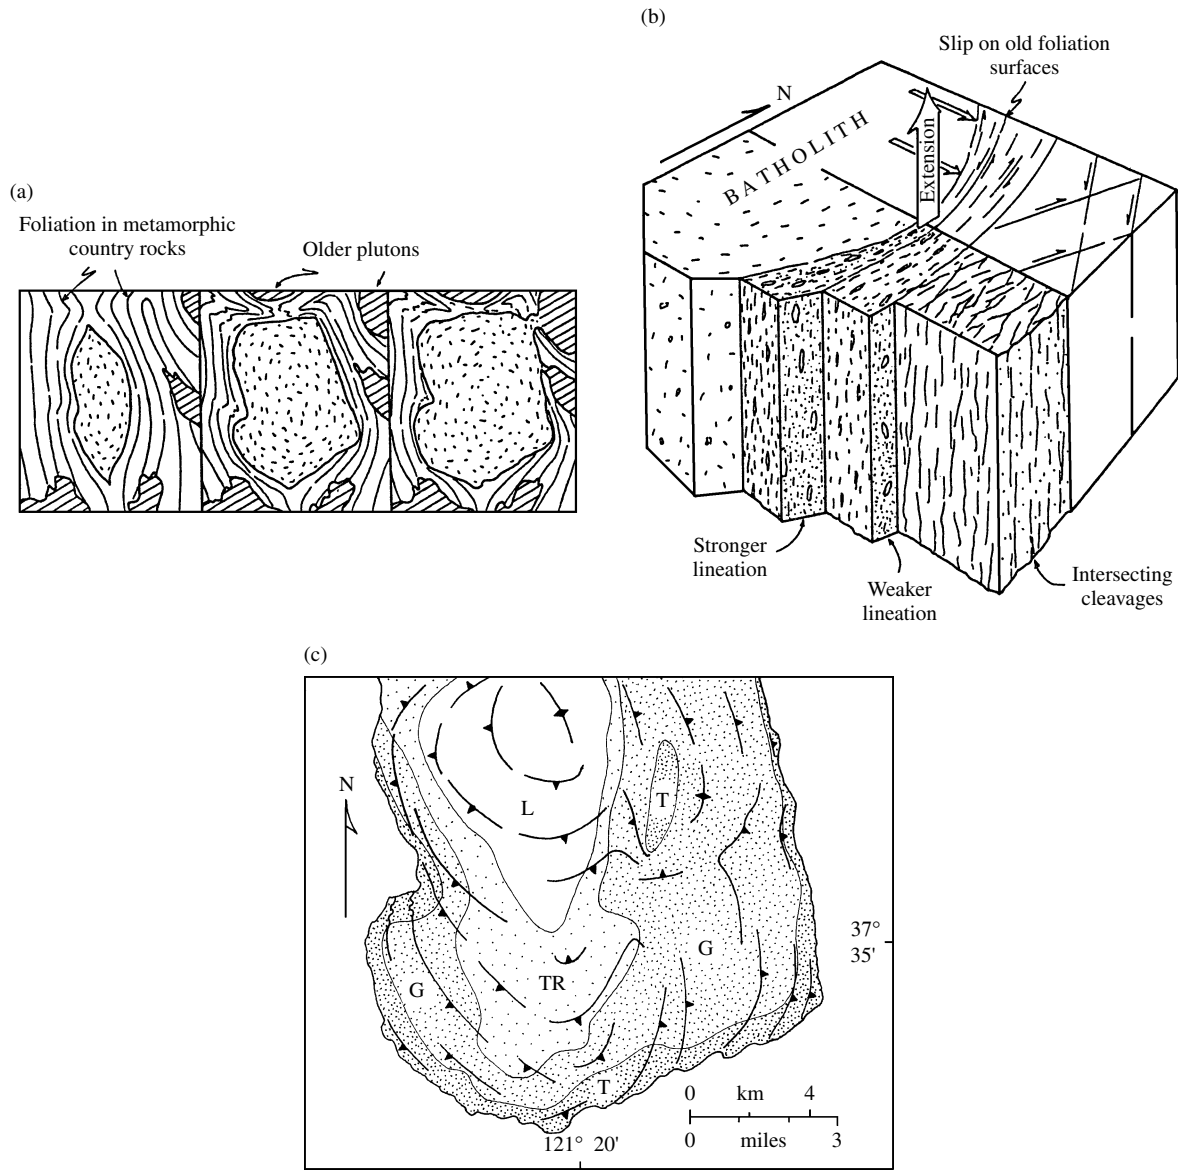 (a)
Foliation in metamorphic
country rocks
Older plutons
(b)
Slip on old foliation
surfaces
N
BATHOLITH
Extension
Stronger
lineation
Weaker
lineation
Intersecting
cleavages
(c)
N
L
T
G
TR
G
T
37°
35'
0 km 4
0 miles 3
121° 20'